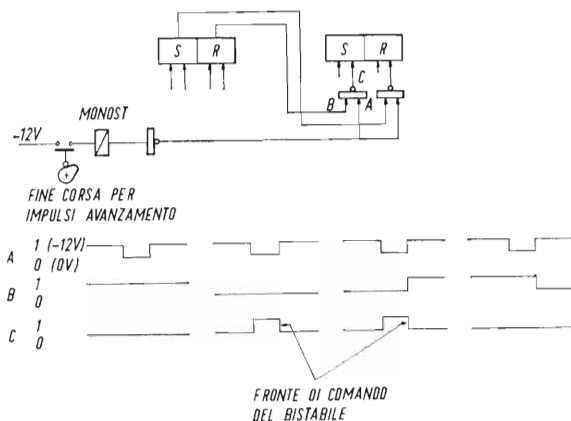 S R
S R
C
B A
MONOST
-12V
FINE CORSA PER
IMPULSI AVANZAMENTO
A 1 (-12V)
0 (0V)
B 1
0
C 1
0
FRONTE DI COMANDO
DEL BISTABILE